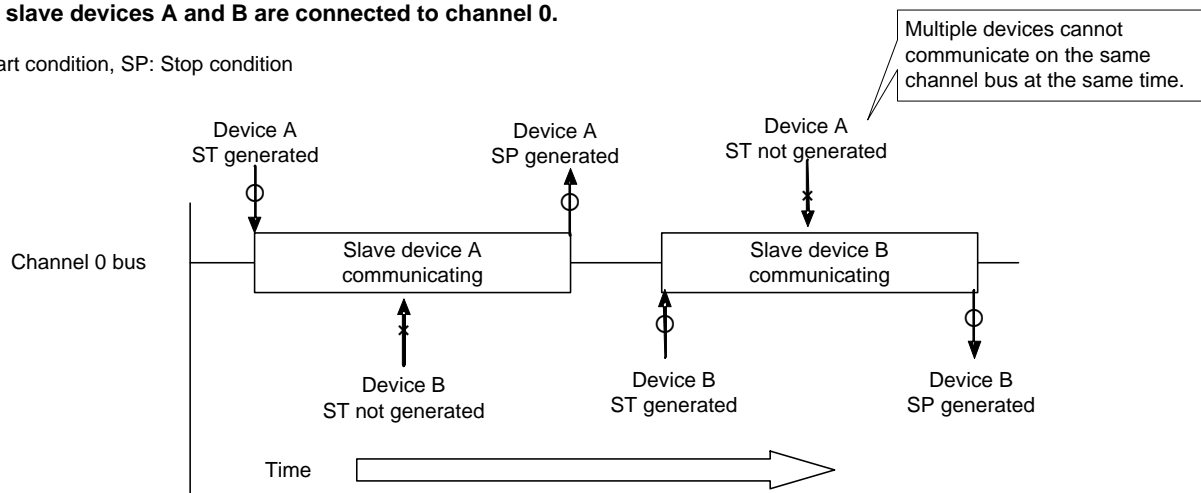 slave devices A and B are connected to channel 0.
art condition, SP: Stop condition
Multiple devices cannot
communicate on the same
channel bus at the same time.
Device A
ST generated
Device A
SP generated
Device A
ST not generated
Channel 0 bus
Slave device A
communicating
Slave device B
communicating
Device B
ST not generated
Device B
ST generated
Device B
SP generated
Time